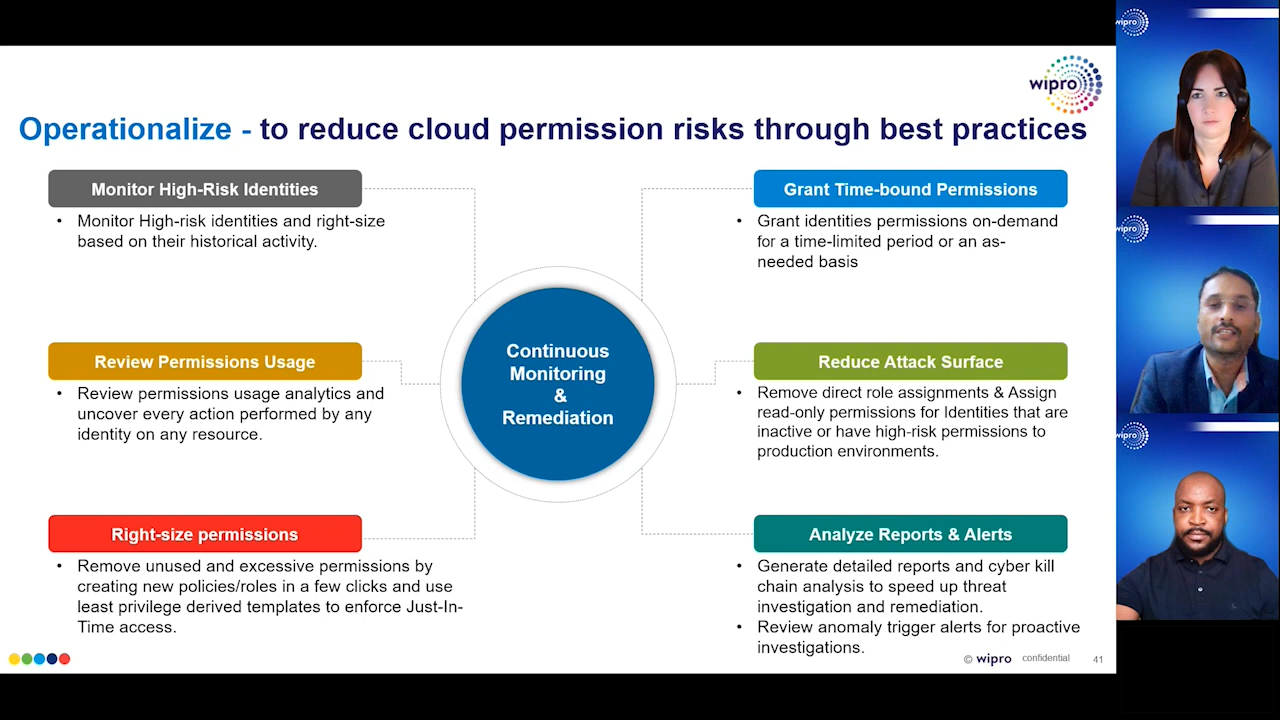 wipro
Operationalize - to reduce cloud permission risks through best practices
Monitor High-Risk Identities
• Monitor High-risk identities and right-size
based on their historical activity.
Review Permissions Usage
• Review permissions usage analytics and
uncover every action performed by any
identity on any resource.
Right-size permissions
• Remove unused and excessive permissions by
creating new policies/roles in a few clicks and use
least privilege derived templates to enforce Just-In-
Time access.
Continuous
Monitoring
&
Remediation
Grant Time-bound Permissions
• Grant identities permissions on-demand
for a time-limited period or an as-
needed basis
Reduce Attack Surface
• Remove direct role assignments & Assign
read-only permissions for Identities that are
inactive or have high-risk permissions to
production environments.
Analyze Reports & Alerts
• Generate detailed reports and cyber kill
chain analysis to speed up threat
investigation and remediation.
• Review anomaly trigger alerts for proactive
investigations.
© wipro confidential 41
wipro
wipro
wipro